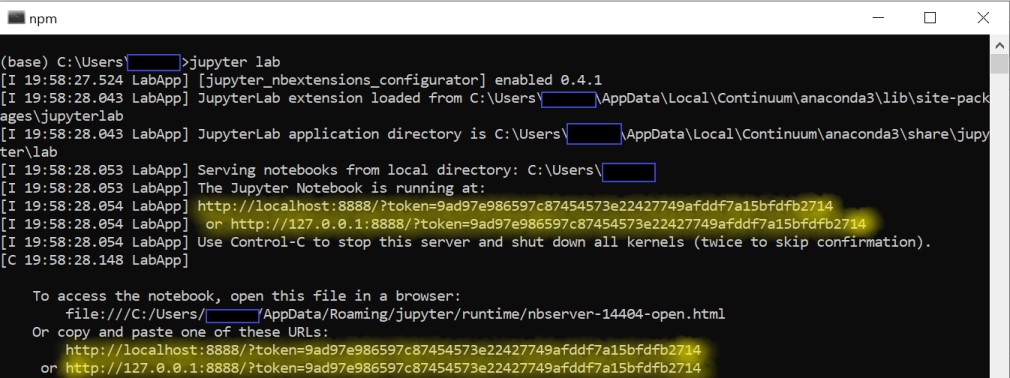 npm
(base) C:\Users\ >jupyter lab
[I 19:58:27.524 LabApp] [jupyter_nbextensions_configurator] enabled 0.4.1
[I 19:58:28.043 LabApp] JupyterLab extension loaded from C:\Users\ \AppData\Local\Continuum\anaconda3\lib\site-pack
ages\jupyterlab
[I 19:58:28.043 LabApp] JupyterLab application directory is C:\Users\ \AppData\Local\Continuum\anaconda3\share\jupy
ter\lab
[I 19:58:28.053 LabApp] Serving notebooks from local directory: C:\Users\
[I 19:58:28.053 LabApp] The Jupyter Notebook is running at:
[I 19:58:28.054 LabApp] http://localhost:8888/?token=9ad97e986597c87454573e22427749afddf7a15bfdfb2714
[I 19:58:28.054 LabApp]  or http://127.0.0.1:8888/?token=9ad97e986597c87454573e22427749afddf7a15bfdfb2714
[I 19:58:28.054 LabApp] Use Control-C to stop this server and shut down all kernels (twice to skip confirmation).
[C 19:58:28.148 LabApp]
To access the notebook, open this file in a browser:
file:///C:/Users/ /AppData/Roaming/jupyter/runtime/nbserver-14404-open.html
Or copy and paste one of these URLs:
http://localhost:8888/?token=9ad97e986597c87454573e22427749afddf7a15bfdfb2714
or http://127.0.0.1:8888/?token=9ad97e986597c87454573e22427749afddf7a15bfdfb2714